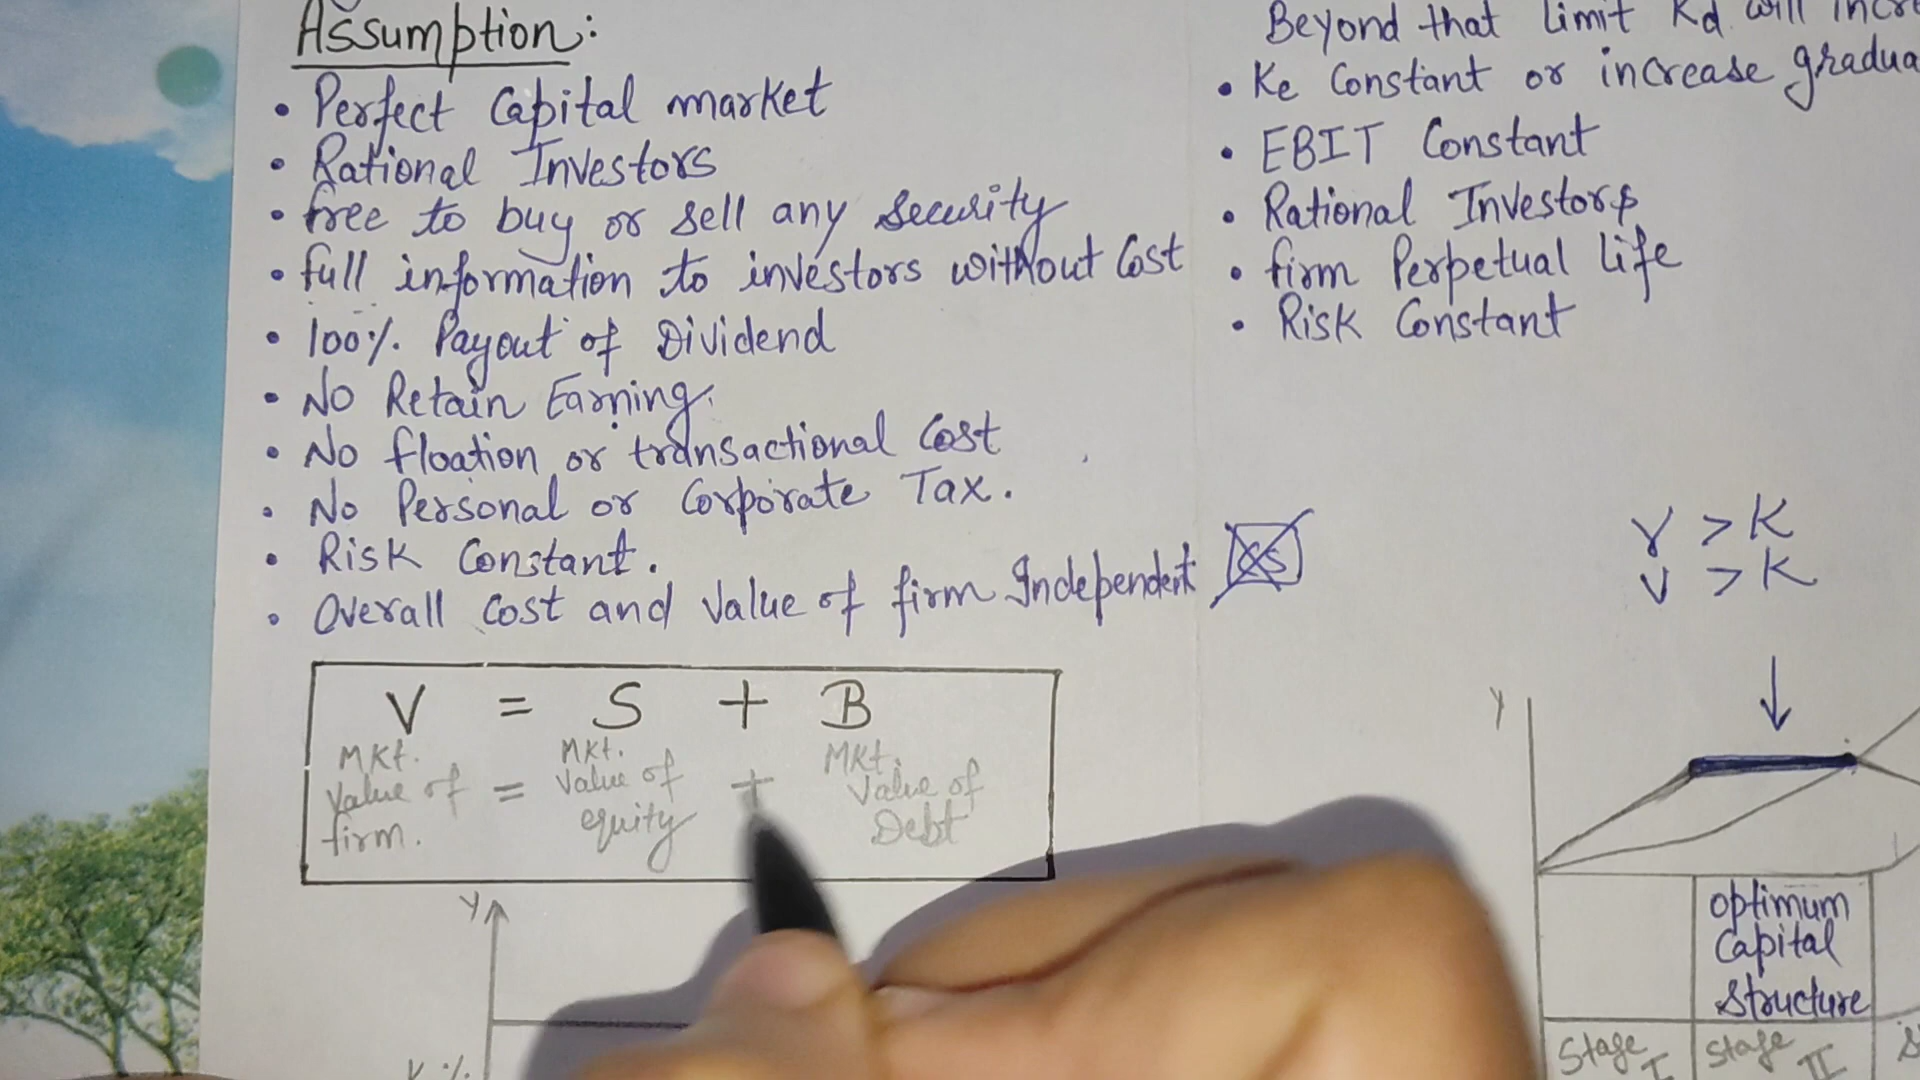 Assumption:
• Perfect Capital market
• Rational Investors
• free to buy or sell any Security
• full information to investors without Cost
• 100%. Payout of Dividend
• No Retain Earning.
• No floation or transactional Cost
• No Personal or Corporate Tax.
• Risk Constant.
• Overall Cost and Value of firm Independent CS
V = S + B
Mkt. Value of firm. = Mkt. Value of equity + Mkt. Value of Debt
Y
Beyond that limit Kd will
• Ke Constant or increase
• EBIT Constant
• Rational Investors
• firm Perpetual life
• Risk Constant
Y > K
V > K
Y
Optimum
Capital
Structure
Stage I
Stage II